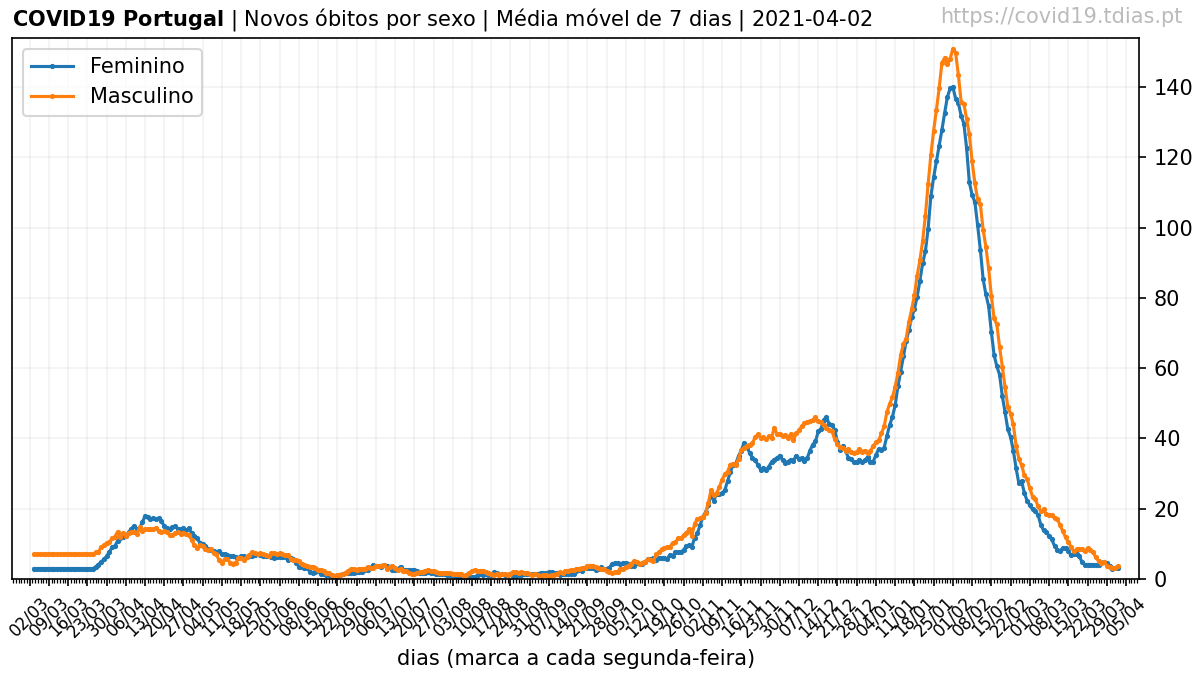 COVID19 Portugal | Novos óbitos por sexo | Média móvel de 7 dias | 2021-04-02
https://covid19.tdias.pt
Feminino
Masculino
140
120
100
80
60
40
20
0
02/03 09/03 16/03 23/03 30/03 06/04 13/04 20/04 27/04 04/05 11/05 18/05 25/05 01/06 08/06 15/06 22/06 29/06 06/07 13/07 20/07 27/07 03/08 10/08 17/08 24/08 31/08 07/09 14/09 21/09 28/09 05/10 12/10 19/10 26/10 02/11 09/11 16/11 23/11 30/11 07/12 14/12 21/12 28/12 04/01 11/01 18/01 25/01 01/02 08/02 15/02 22/02 01/03 08/03 15/03 22/03 29/03 05/04
dias (marca a cada segunda-feira)